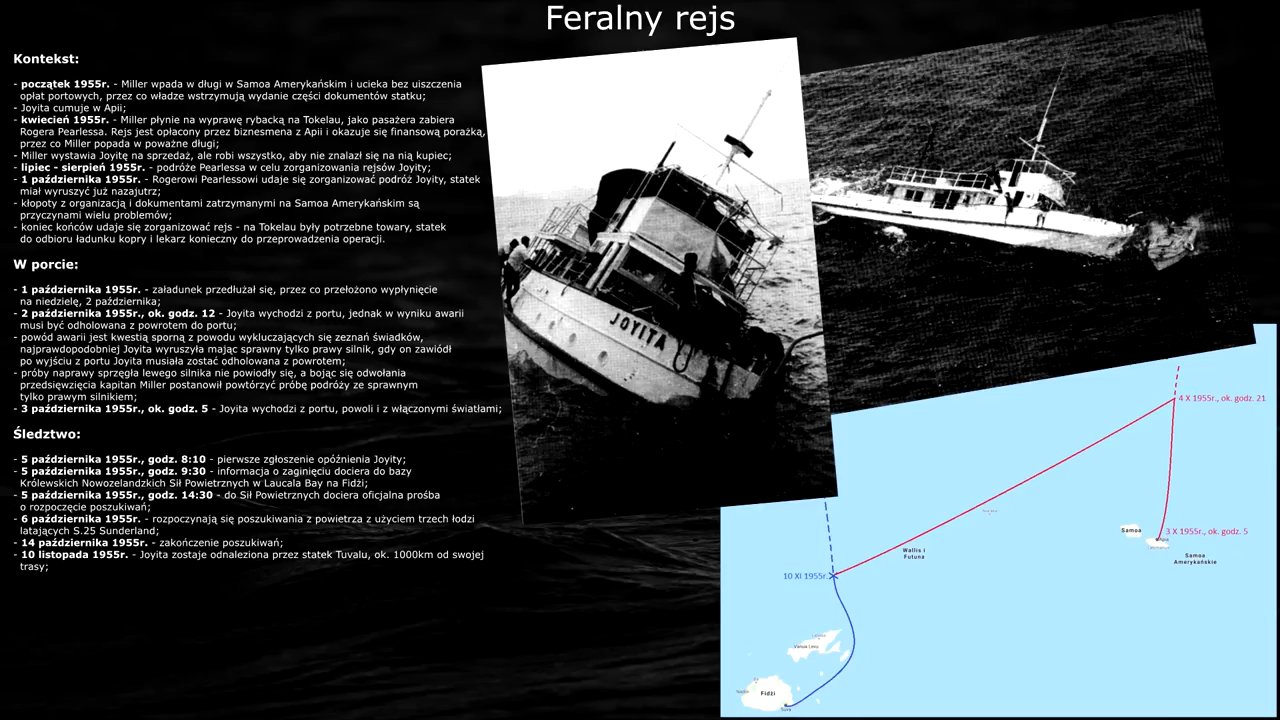 Feralny rejs
Kontekst:
- początek 1955r. - Miller wpada w długi w Samoa Amerykańskim i ucieka bez uiszczenia
opłat portowych, przez co władze wstrzymują wydanie części dokumentów statku;
- Joyita cumuje w Apii;
- kwiecień 1955r. - Miller płynie na wyprawę rybacką na Tokelau, jako pasażera zabiera
Rogera Pearlessa. Rejs jest opłacony przez biznesmena z Apii i okazuje się finansową porażką,
przez co Miller popada w poważne długi;
- Miller wystawia Joyitę na sprzedaż, ale robi wszystko, aby nie znalazł się na nią kupiec;
- lipiec - sierpień 1955r. - podróże Pearlessa w celu zorganizowania rejsów Joyity;
- 1 października 1955r. - Rogerowi Pearlessowi udaje się zorganizować podróż Joyity, statek
miał wyruszyć już nazajutrz;
- kłopoty z organizacją i dokumentami zatrzymanymi na Samoa Amerykańskim są
przyczynami wielu problemów;
- koniec końców udaje się zorganizować rejs - na Tokelau były potrzebne towary, statek
do odbioru ładunku kopry i lekarz konieczny do przeprowadzenia operacji.
W porcie:
- 1 października 1955r. - załadunek przedłużał się, przez co przełożono wypłynięcie
na niedzielę, 2 października;
- 2 października 1955r., ok. godz. 12 - Joyita wychodzi z portu, jednak w wyniku awarii
musi być odholowana z powrotem do portu;
- powód awarii jest kwestią sporną z powodu wykluczających się zeznań świadków,
najprawdopodobniej Joyita wyruszyła mając sprawny tylko prawy silnik, gdy on zawiódł
po wyjściu z portu Joyita musiała zostać odholowana z powrotem;
- próby naprawy sprzęgła lewego silnika nie powiodły się, a bojąc się odwołania
przedsięwzięcia kapitan Miller postanowił powtórzyć próbę podróży ze sprawnym
tylko prawym silnikiem;
- 3 października 1955r., ok. godz. 5 - Joyita wychodzi z portu, powoli i z włączonymi światłami;
Śledztwo:
- 5 października 1955r., godz. 8:10 - pierwsze zgłoszenie opóźnienia Joyity;
- 5 października 1955r., godz. 9:30 - informacja o zaginięciu dociera do bazy
Królewskich Nowozelandzkich Sił Powietrznych w Laucala Bay na Fidżi;
- 5 października 1955r., godz. 14:30 - do Sił Powietrznych dociera oficjalna prośba
o rozpoczęcie poszukiwań;
- 6 października 1955r. - rozpoczynają się poszukiwania z powietrza z użyciem trzech łodzi
latających S.25 Sunderland;
- 14 października 1955r. - zakończenie poszukiwań;
- 10 listopada 1955r. - Joyita zostaje odnaleziona przez statek Tuvalu, ok. 1000km od swojej
trasy;
JOYITA
4 X 1955r., ok. godz. 21
3 X 1955r., ok. godz. 5
Samoa
Samoa
Amerykańskie
Wallis i
Futuna
10 XI 1955r.
Vanua Levu
Fidżi
Suva